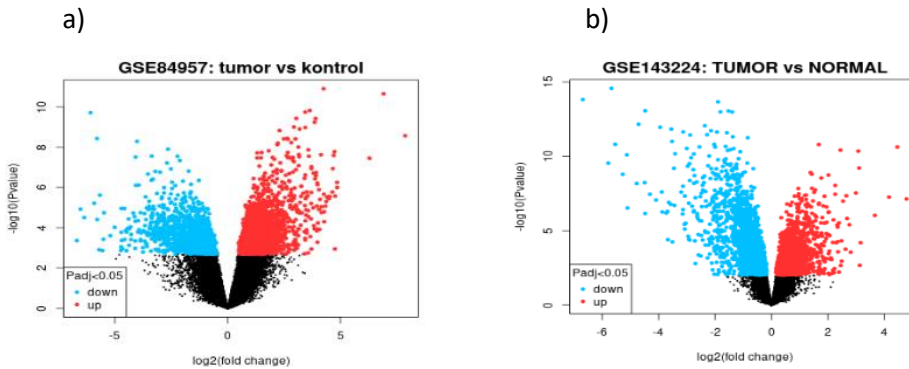 a)
b)
GSE84957: tumor vs kontrol
-log10(Pvalue)
10
8
6
4
2
0
Padj<0.05
down
up
-5
0
5
log2(fold change)
GSE143224: TUMOR vs NORMAL
-log10(Pvalue)
15
10
5
0
Padj<0.05
down
up
-6
-4
-2
0
2
4
log2(fold change)